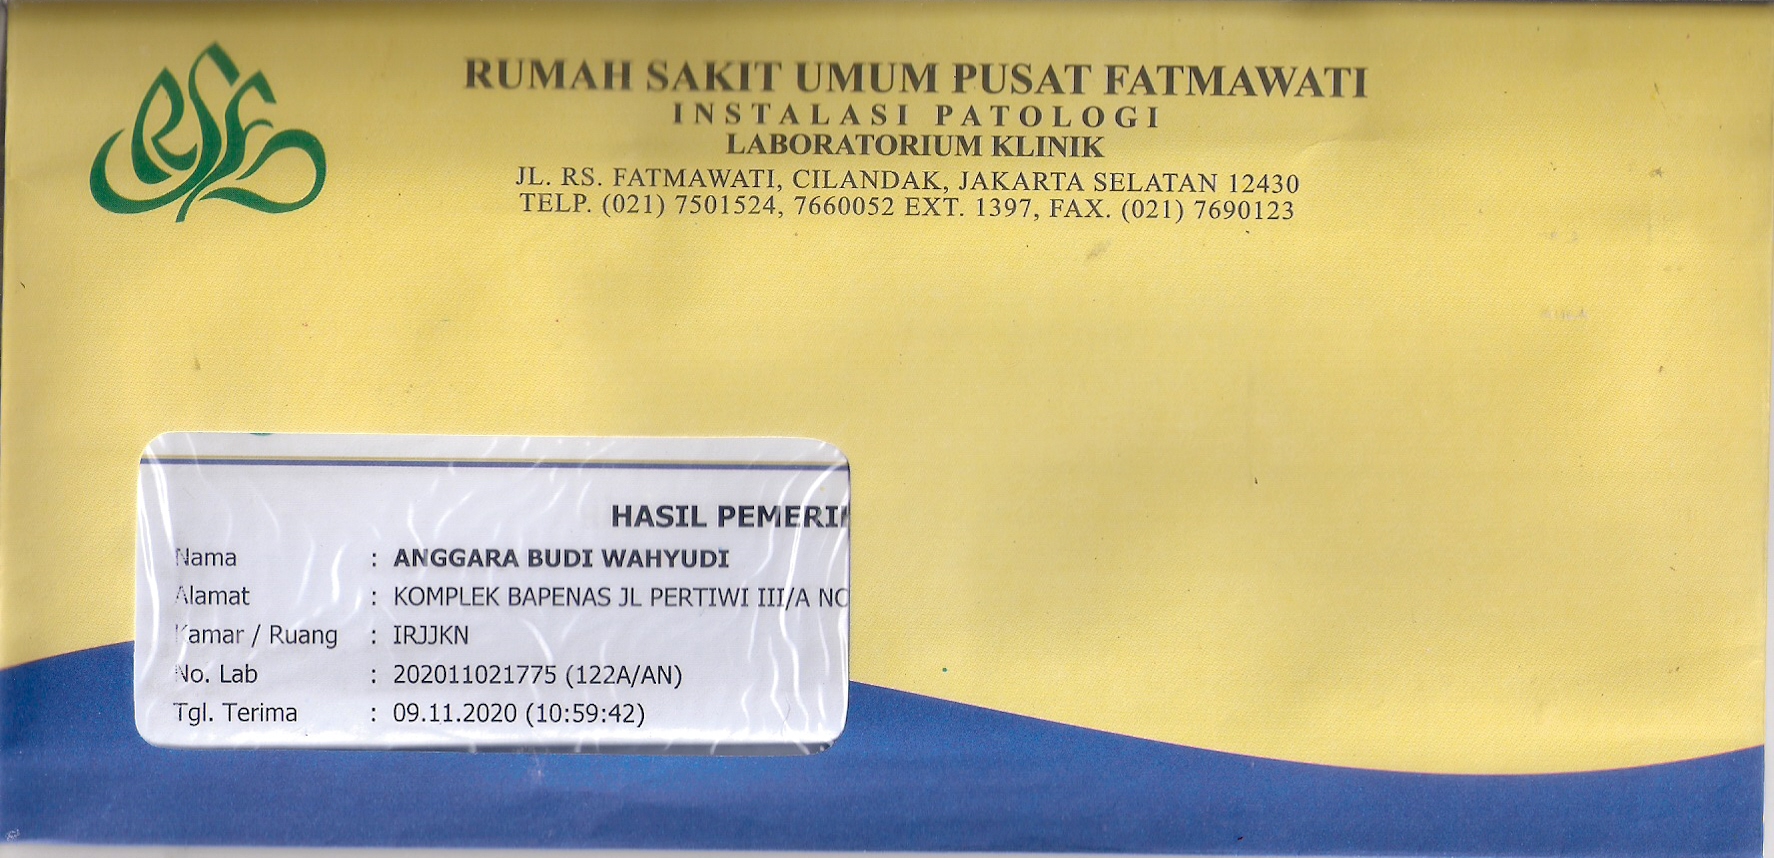 RSF
RUMAH SAKIT UMUM PUSAT FATMAWATI
INSTALASI PATOLOGI
LABORATORIUM KLINIK
JL. RS. FATMAWATI, CILANDAK, JAKARTA SELATAN 12430
TELP. (021) 7501524, 7660052 EXT. 1397, FAX. (021) 7690123
HASIL PEMERI
Nama : ANGGARA BUDI WAHYUDI
Alamat : KOMPLEK BAPENAS JL PERTIWI III/A NO
Kamar / Ruang : IRJJKN
No. Lab : 202011021775 (122A/AN)
Tgl. Terima : 09.11.2020 (10:59:42)